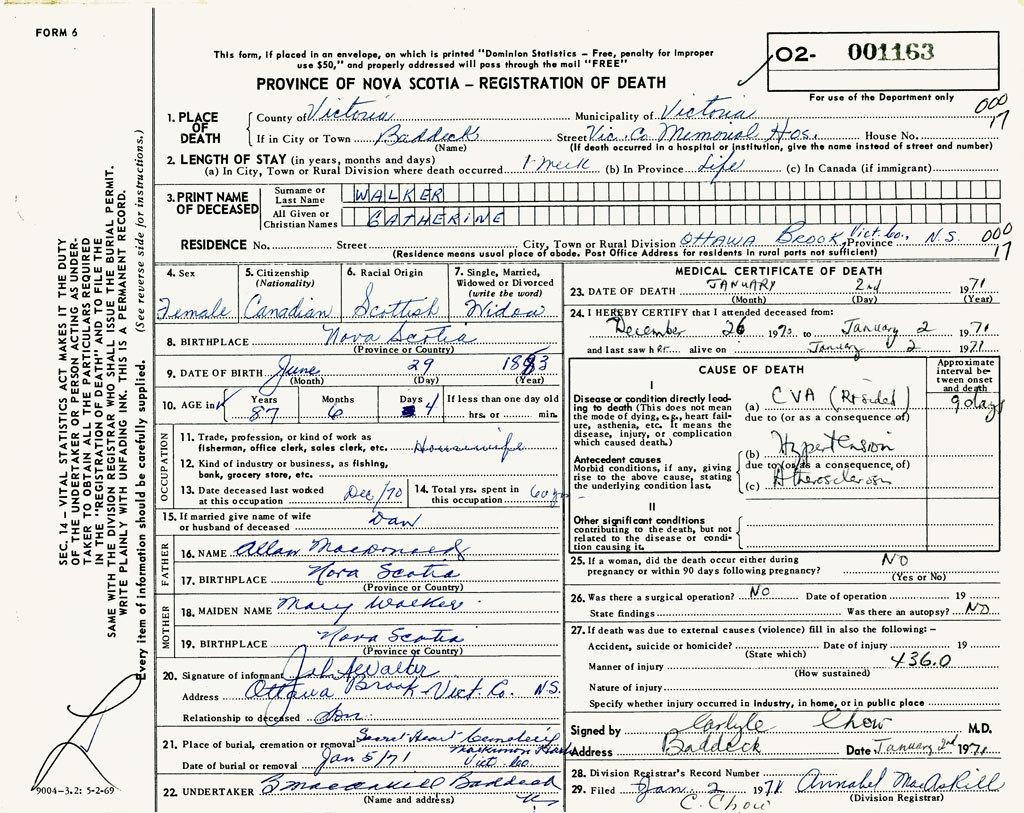 FORM 6
This form, if placed in an envelope, on which is printed "Dominion Statistics – Free, penalty for improper
use $50," and properly addressed will pass through the mail "FREE"
PROVINCE OF NOVA SCOTIA – REGISTRATION OF DEATH
O2- 001163
For use of the Department only
000
17
1. PLACE OF DEATH
County of Victoria Municipality of Victoria
If in City or Town Baddeck Street Vic. Co. Memorial Hos. House No.
(Name) (If death occurred in a hospital or institution, give the name instead of street and number)
2. LENGTH OF STAY (in years, months and days)
(a) In City, Town or Rural Division where death occurred 1 week (b) In Province Life (c) In Canada (if immigrant)
3. PRINT NAME OF DECEASED
Surname or Last Name WALKER
All Given or Christian Names CATHERINE
RESIDENCE No. Street City, Town or Rural Division OTTAWA BROOK, Vict. Co., Province N.S. 000
17
(Residence means usual place of abode. Post Office Address for residents in rural parts not sufficient)
4. Sex
Female
5. Citizenship (Nationality)
Canadian
6. Racial Origin
Scottish
7. Single, Married, Widowed or Divorced (write the word)
Widow
8. BIRTHPLACE Nova Scotia
(Province or Country)
9. DATE OF BIRTH June 29 1883
(Month) (Day) (Year)
10. AGE in Years Months Days If less than one day old
87 6 4 hrs. or min.
OCCUPATION
11. Trade, profession, or kind of work as
fisherman, office clerk, sales clerk, etc. Housewife
12. Kind of industry or business, as fishing,
bank, grocery store, etc.
13. Date deceased last worked
at this occupation Dec/70
14. Total yrs. spent in
this occupation 60 yrs
15. If married give name of wife
or husband of deceased Dan
FATHER
16. NAME Allan MacDonald
17. BIRTHPLACE Nova Scotia
(Province or Country)
MOTHER
18. MAIDEN NAME Mary Walker
19. BIRTHPLACE Nova Scotia
(Province or Country)
20. Signature of informant John A Walker
Address Ottawa Brook Vict. Co. N.S.
Relationship to deceased Son
21. Place of burial, cremation or removal Sacred Heart Cemetery
MacKinnon Harb
Date of burial or removal Jan 5/71 Vict. Co.
22. UNDERTAKER Baddeck
(Name and address)
MEDICAL CERTIFICATE OF DEATH
23. DATE OF DEATH JANUARY 2nd 1971
(Month) (Day) (Year)
24. I HEREBY CERTIFY that I attended deceased from:
December 26 1970 to January 2 1971
and last saw her alive on January 2 1971
CAUSE OF DEATH
Approximate interval between onset and death
I
Disease or condition directly leading to death (This does not mean the mode of dying, e.g., heart failure, asthenia, etc. It means the disease, injury, or complication which caused death.)
(a) CVA (Rt sided) 9 days
due to (or as a consequence of)
Antecedent causes
Morbid conditions, if any, giving rise to the above cause, stating the underlying condition last.
(b) Hypertension
due to (or as a consequence of)
(c) Atherosclerosis
II
Other significant conditions
contributing to the death, but not related to the disease or condition causing it.
25. If a woman, did the death occur either during
pregnancy or within 90 days following pregnancy? NO
(Yes or No)
26. Was there a surgical operation? NO Date of operation 19
State findings Was there an autopsy? NO
27. If death was due to external causes (violence) fill in also the following: –
Accident, suicide or homicide? Date of injury 19
(State which)
Manner of injury 436.0
(How sustained)
Nature of injury
Specify whether injury occurred in industry, in home, or in public place
Signed by Carlyle Chow M.D.
Address Baddeck Date January 2nd 1971
28. Division Registrar's Record Number
29. Filed Jan. 2 1971 Annabel MacAskill
C. Chow (Division Registrar)
SEC. 14 – VITAL STATISTICS ACT MAKES IT THE DUTY
OF THE UNDERTAKER OR PERSON ACTING AS UNDERTAKER
TO OBTAIN ALL THE PARTICULARS REQUIRED
IN THE "REGISTRATION OF DEATH" AND TO FILE THE
SAME WITH THE DIVISION REGISTRAR WHO SHALL ISSUE THE BURIAL PERMIT.
WRITE PLAINLY WITH UNFADING INK. THIS IS A PERMANENT RECORD.
Every item of information should be carefully supplied. (See reverse side for instructions.)
9004-3.2: 5-2-69